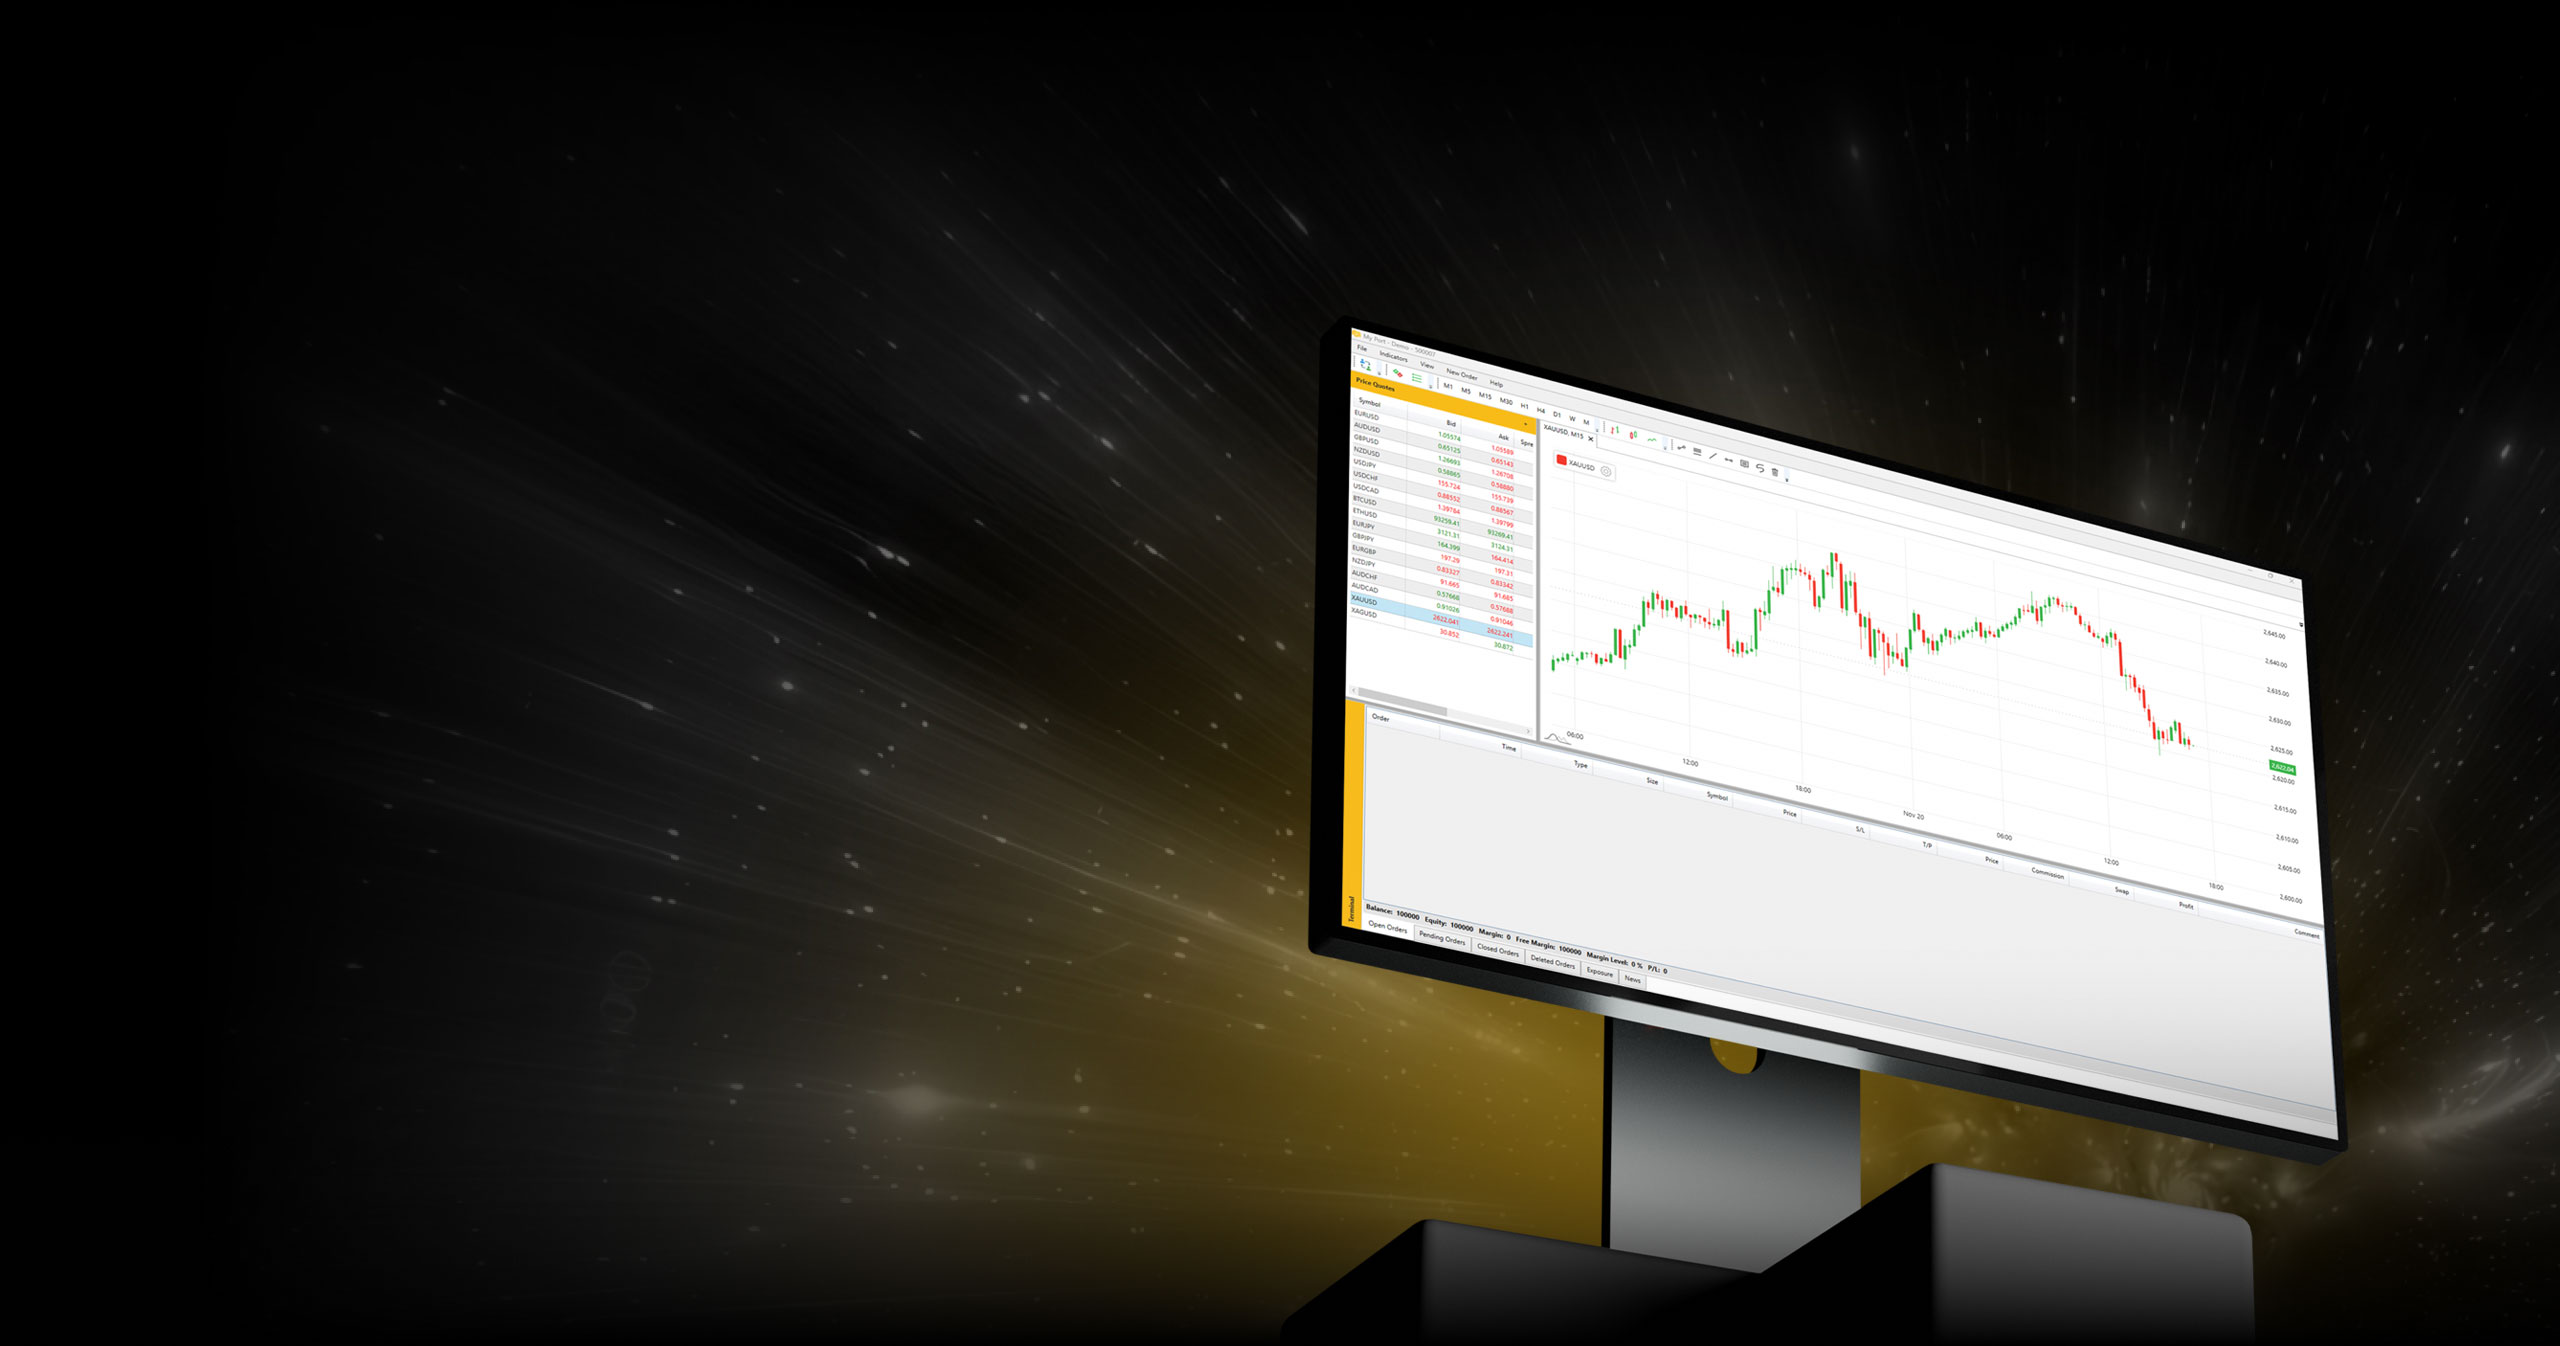 My Port - Demo - 500007
File Indicators View New Order Help
M1 M5 M15 M30 H1 H4 D1 W M
Price Quotes
Symbol Bid Ask Spre
EURUSD 1.05574 1.05589
AUDUSD 0.65125 0.65143
GBPUSD 1.26693 1.26708
NZDUSD 0.58865 0.58880
USDJPY 155.724 155.739
USDCHF 0.88552 0.88567
USDCAD 1.39784 1.39799
BTCUSD 93259.41 93269.41
ETHUSD 3121.31 3124.31
EURJPY 164.399 164.414
GBPJPY 197.29 197.31
EURGBP 0.83327 0.83342
NZDJPY 91.665 91.685
AUDCHF 0.57668 0.57688
AUDCAD 0.91026 0.91046
XAUUSD 2622.041 2622.241
XAGUSD 30.852 30.872
XAUUSD, M15
XAUUSD
2,645.00
2,640.00
2,635.00
2,630.00
2,625.00
2,622.04
2,620.00
2,615.00
2,610.00
2,605.00
2,600.00
06:00 12:00 18:00 Nov 20 06:00 12:00 18:00
Order Time Type Size Symbol Price S/L T/P Price Commission Swap Profit Comment
Terminal
Balance: 100000 Equity: 100000 Margin: 0 Free Margin: 100000 Margin Level: 0 % P/L: 0
Open Orders Pending Orders Closed Orders Deleted Orders Exposure News